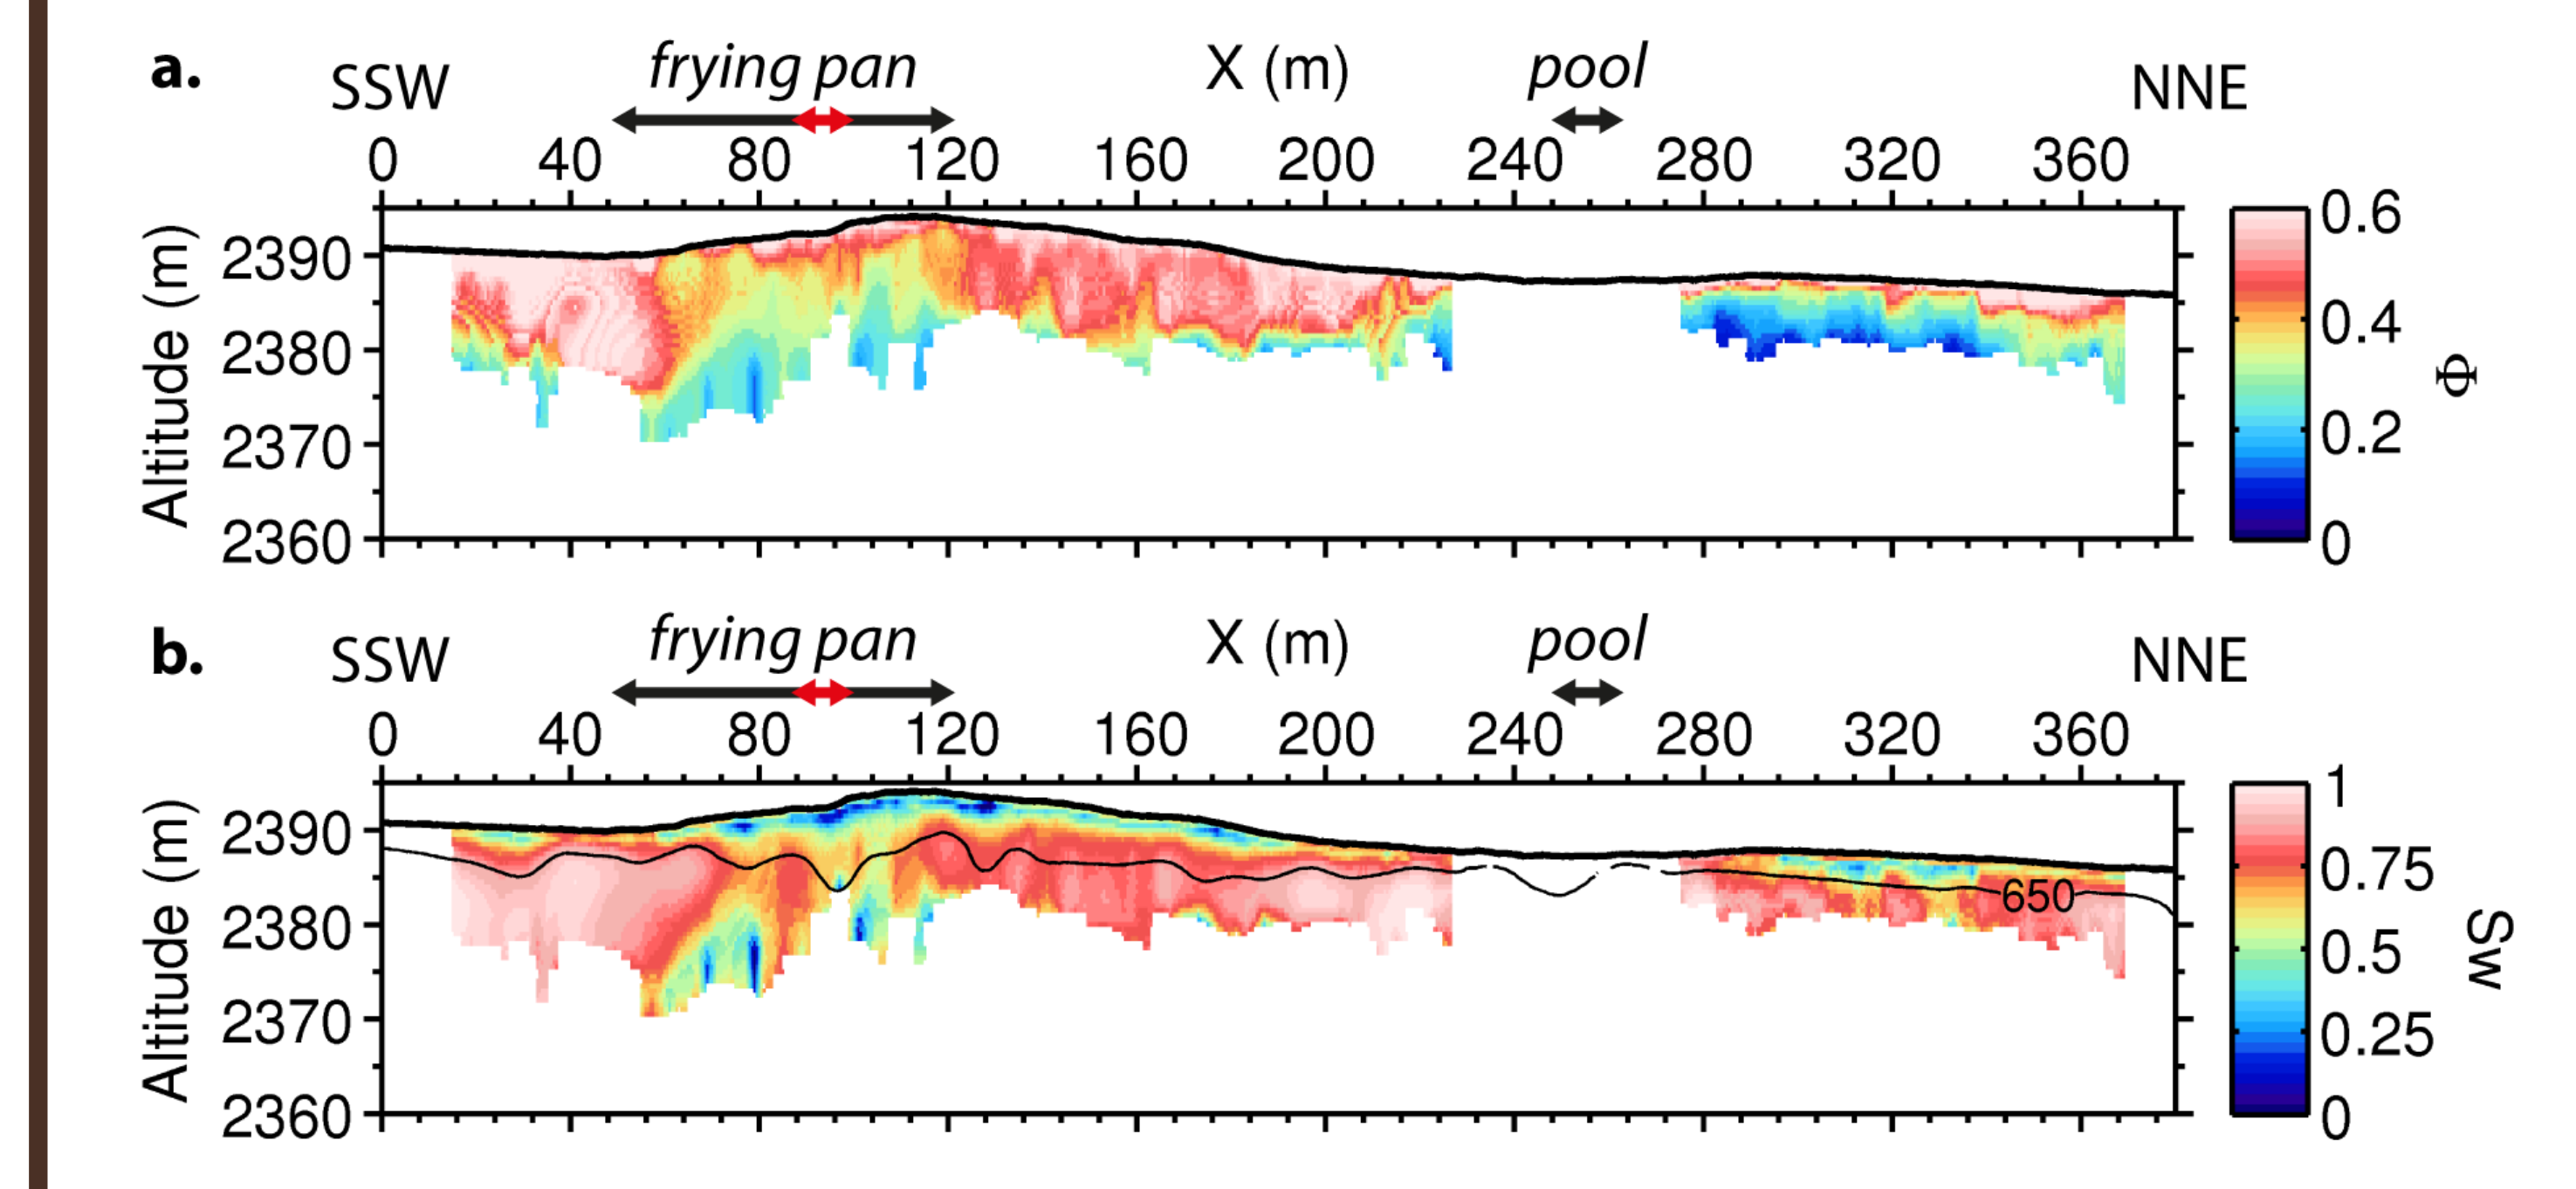 a.
SSW frying pan X (m) pool NNE
0 40 80 120 160 200 240 280 320 360
Altitude (m)
2390
2380
2370
2360
0.6
0.4
0.2
0
Φ
b.
SSW frying pan X (m) pool NNE
0 40 80 120 160 200 240 280 320 360
Altitude (m)
2390
2380
2370
2360
650
1
0.75
0.5
0.25
0
Sw